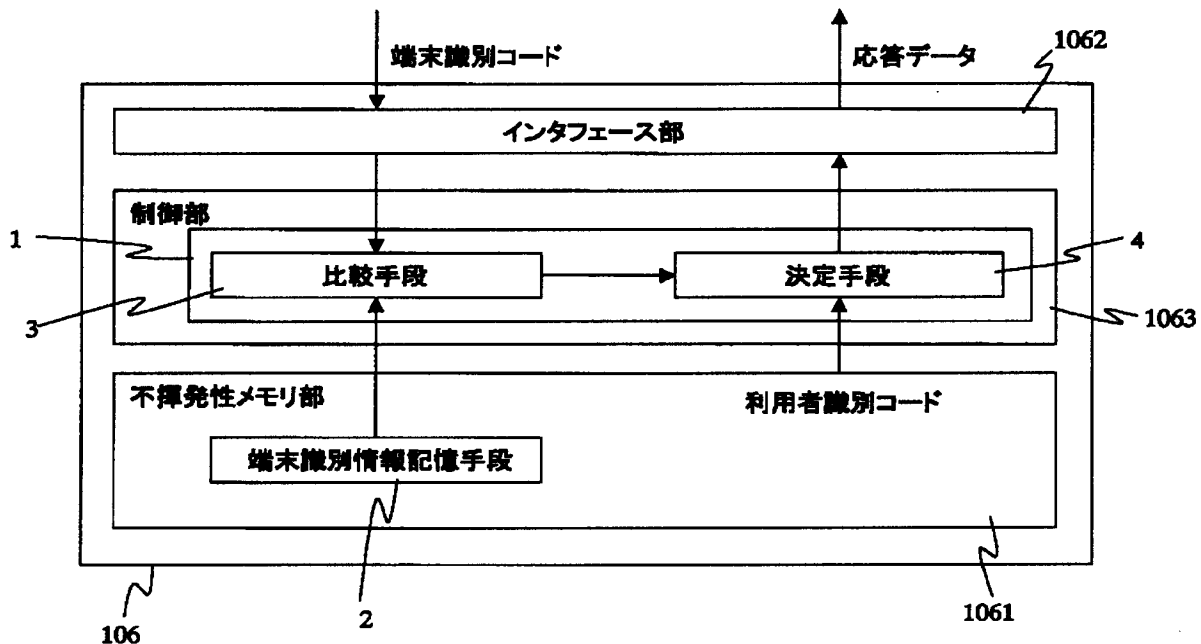 端末識別コード
応答データ
1062
インタフェース部
制御部
1
比較手段
決定手段
4
3
1063
不揮発性メモリ部
利用者識別コード
端末識別情報記憶手段
106
2
1061